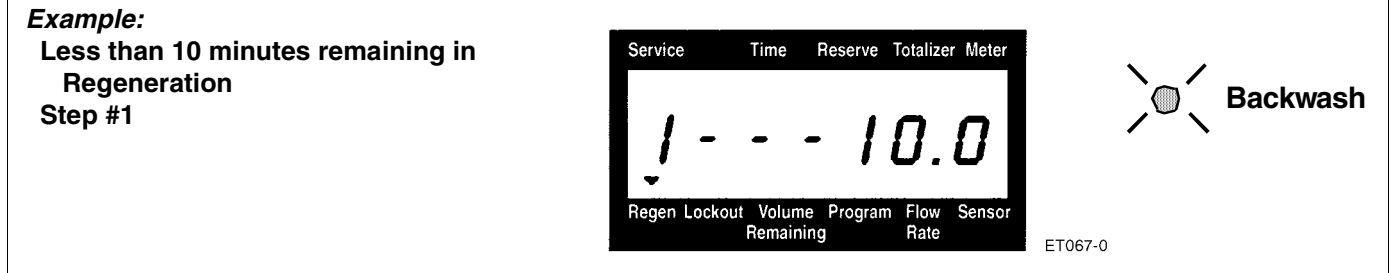 Example:
Less than 10 minutes remaining in
Regeneration
Step #1
Service Time Reserve Totalizer Meter
1 - - - 10.0
Regen Lockout Volume Remaining Program Flow Rate Sensor
Backwash
ET067-0